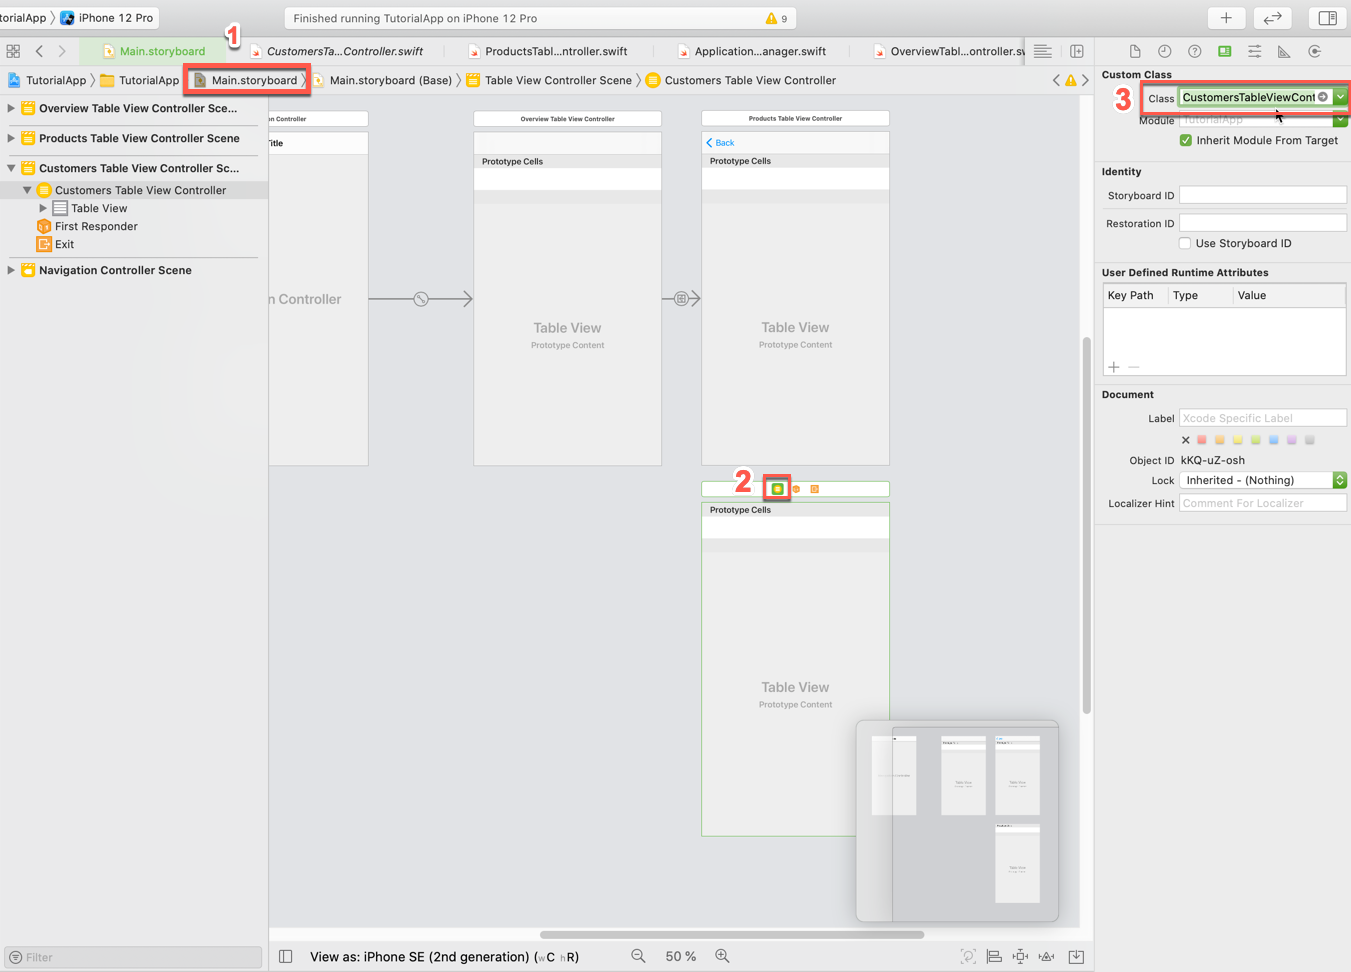 torialApp
iPhone 12 Pro
Finished running TutorialApp on iPhone 12 Pro
9
1
Main.storyboard
CustomersTa...Controller.swift
ProductsTabl...ntroller.swift
Application...anager.swift
OverviewTabl...ontroller.sw
TutorialApp
TutorialApp
Main.storyboard
Main.storyboard (Base)
Table View Controller Scene
Customers Table View Controller
Overview Table View Controller Sce...
Products Table View Controller Scene
Customers Table View Controller Sc...
Customers Table View Controller
Table View
First Responder
Exit
Navigation Controller Scene
Filter
on Controller
Title
n Controller
Overview Table View Controller
Prototype Cells
Table View
Prototype Content
Products Table View Controller
Back
Prototype Cells
Table View
Prototype Content
2
Prototype Cells
Table View
Prototype Content
View as: iPhone SE (2nd generation) (wC hR)
50 %
Custom Class
3
Class
CustomersTableViewCont
Module
TutorialApp
Inherit Module From Target
Identity
Storyboard ID
Restoration ID
Use Storyboard ID
User Defined Runtime Attributes
Key Path
Type
Value
Document
Label
Xcode Specific Label
Object ID
kKQ-uZ-osh
Lock
Inherited - (Nothing)
Localizer Hint
Comment For Localizer